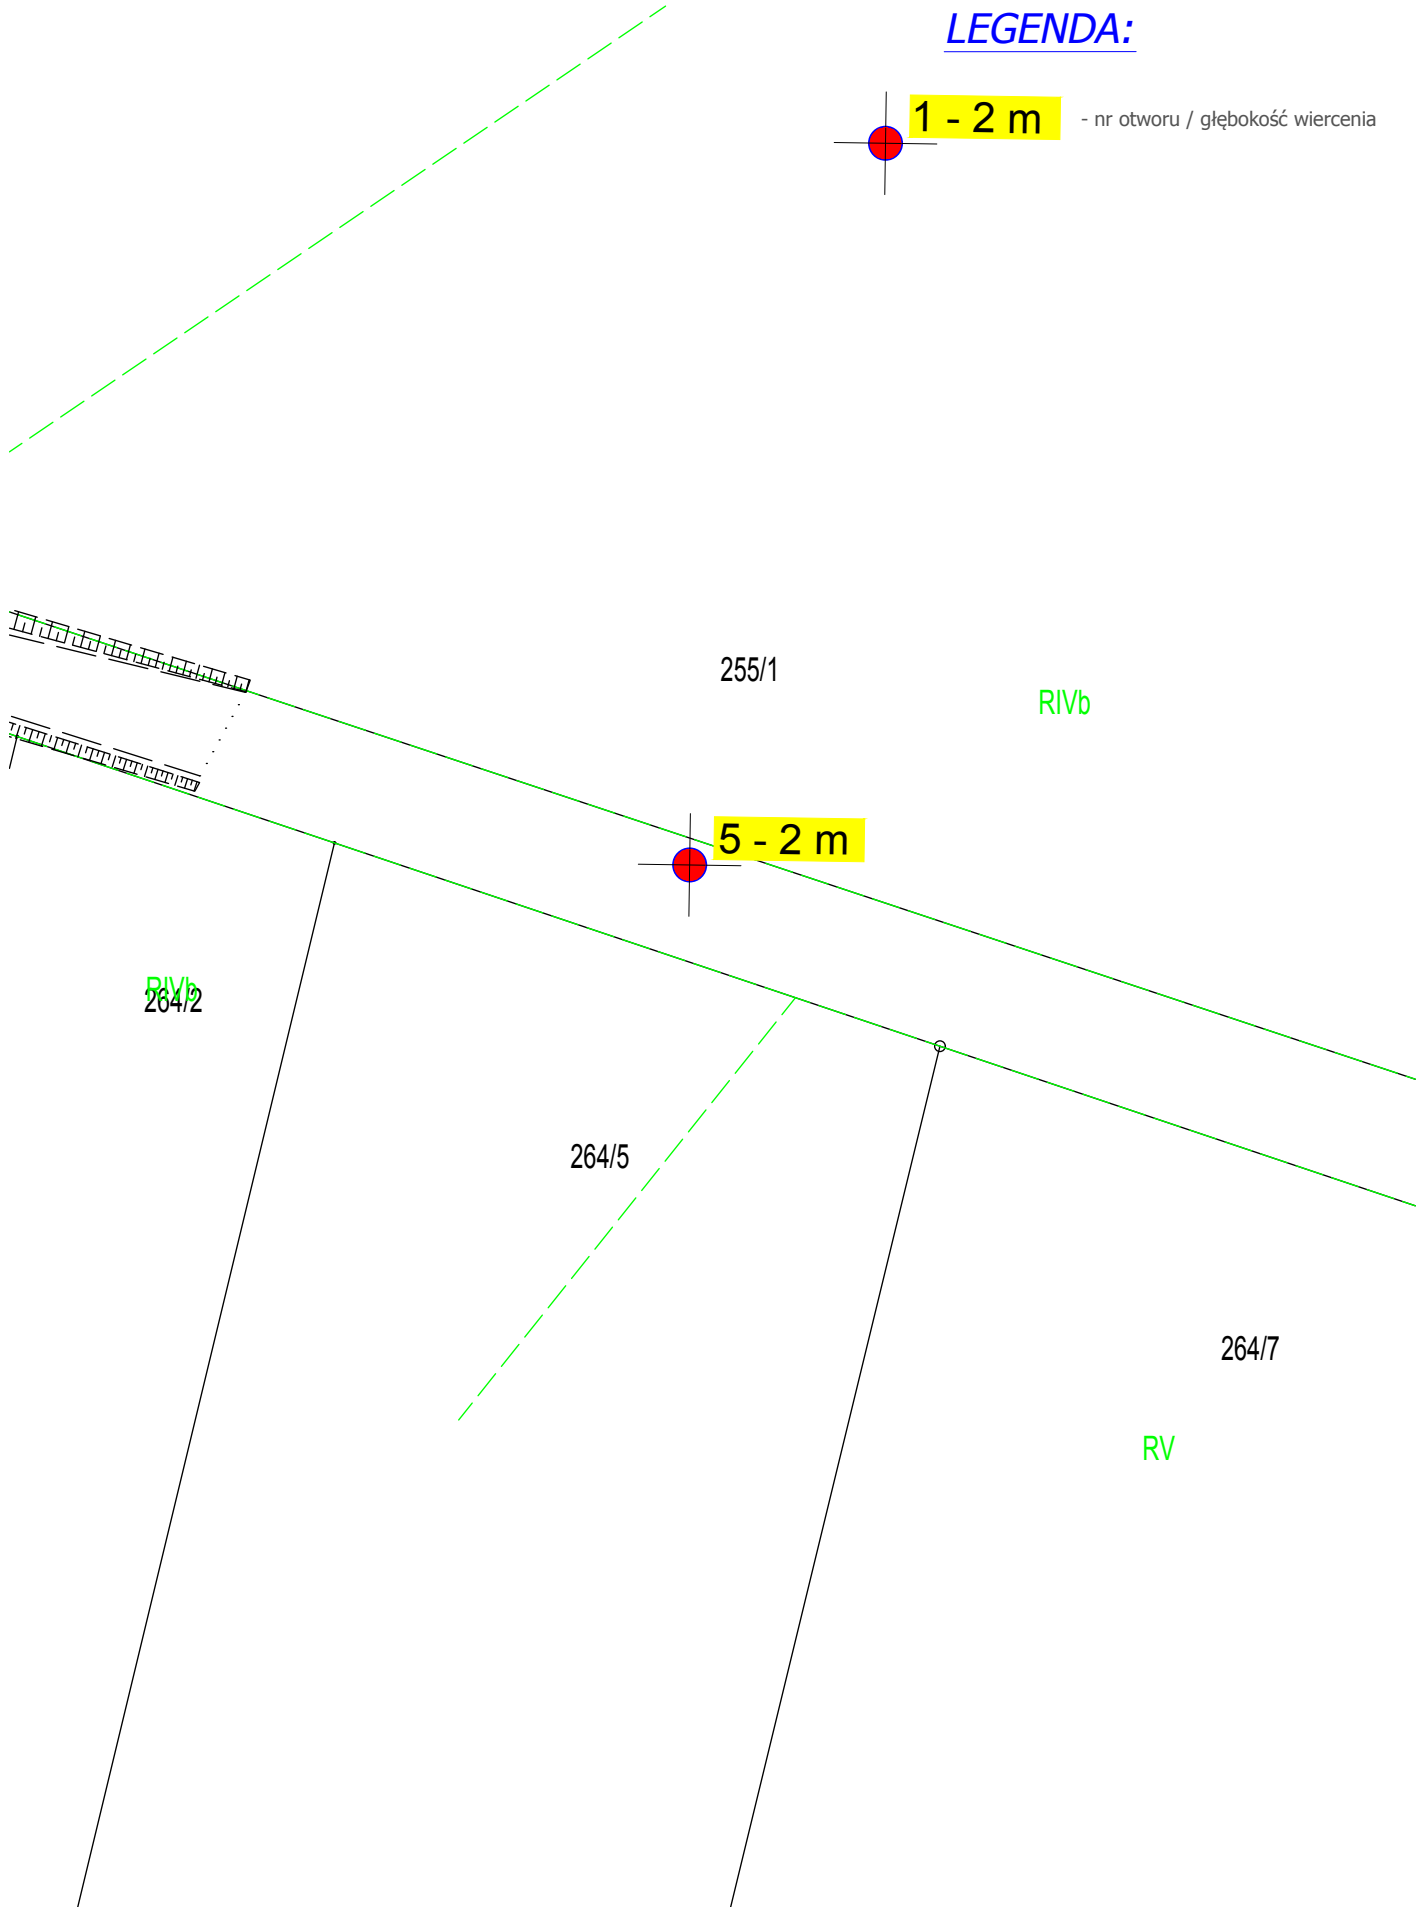 LEGENDA:
1 - 2 m - nr otworu / głębokość wiercenia
255/1
RIVb
5 - 2 m
RIVb
264/2
264/5
264/7
RV